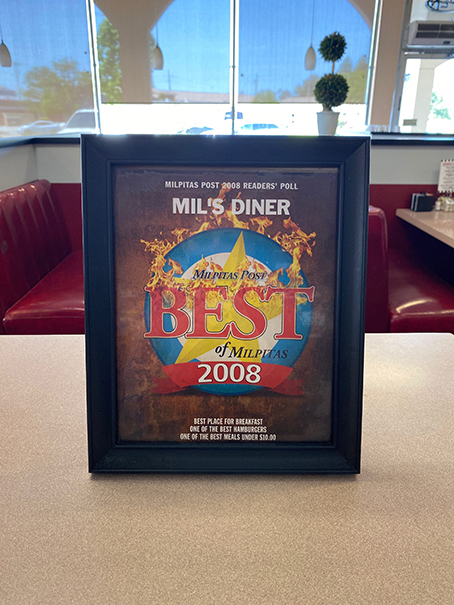 MILPITAS POST 2008 READERS' POLL
MIL'S DINER
MILPITAS POST
BEST
of MILPITAS
2008
BEST PLACE FOR BREAKFAST
ONE OF THE BEST HAMBURGERS
ONE OF THE BEST MEALS UNDER $10.00